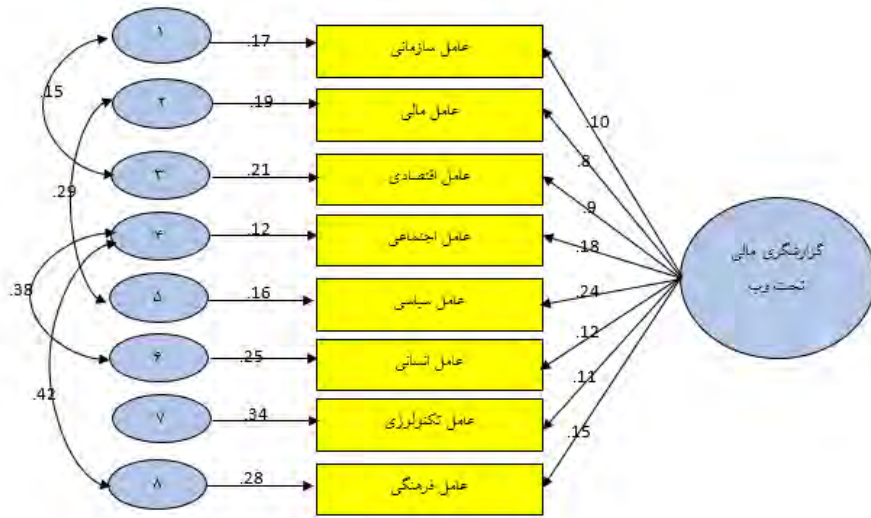 ۱
.17
عامل سازمانی
.10
.15
۲
.19
عامل مالی
.8
۳
.21
عامل اقتصادی
.9
.29
۴
.12
عامل اجتماعی
.18
گزارشگری مالی
تحت وب
.38
۵
.16
عامل سیاسی
.24
۶
.25
عامل انسانی
.12
.42
۷
.34
عامل تکنولوژی
.11
۸
.28
عامل فرهنگی
.15